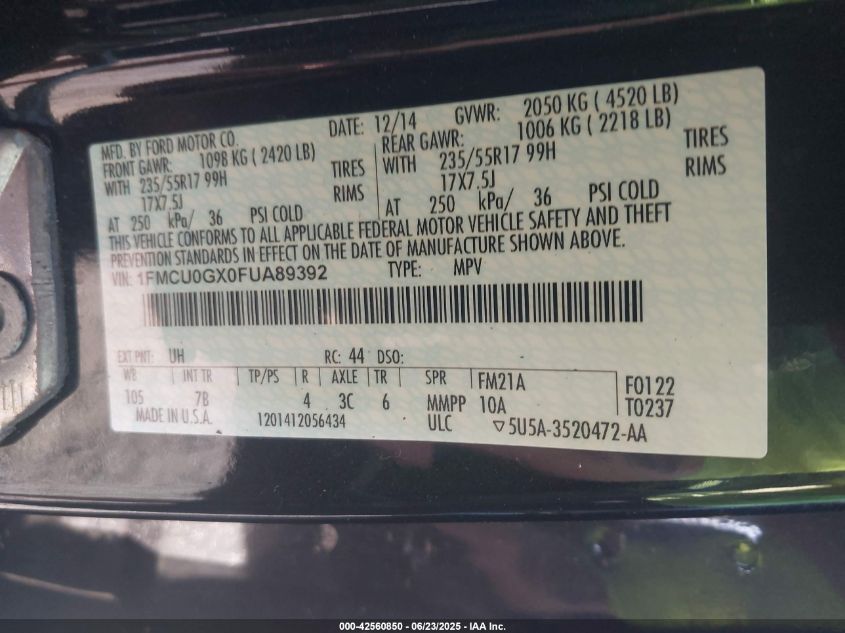 MFD. BY FORD MOTOR CO.
DATE: 12/14 GVWR: 2050 KG ( 4520 LB)
FRONT GAWR: 1098 KG ( 2420 LB)
REAR GAWR: 1006 KG ( 2218 LB)
WITH 235/55R17 99H TIRES
WITH 235/55R17 99H TIRES
17X7.5J RIMS
17X7.5J RIMS
AT 250 kPa/ 36 PSI COLD
AT 250 kPa/ 36 PSI COLD
THIS VEHICLE CONFORMS TO ALL APPLICABLE FEDERAL MOTOR VEHICLE SAFETY AND THEFT
PREVENTION STANDARDS IN EFFECT ON THE DATE OF MANUFACTURE SHOWN ABOVE.
VIN: 1FMCU0GX0FUA89392 TYPE: MPV
EXT PNT: UH RC: 44 DSO:
WB INT TR TP/PS R AXLE TR SPR FM21A F0122
105 7B 4 3C 6 MMPP 10A T0237
MADE IN U.S.A. 1201412056434 ULC ▽5U5A-3520472-AA
000-42560850 - 06/23/2025 - IAA Inc.